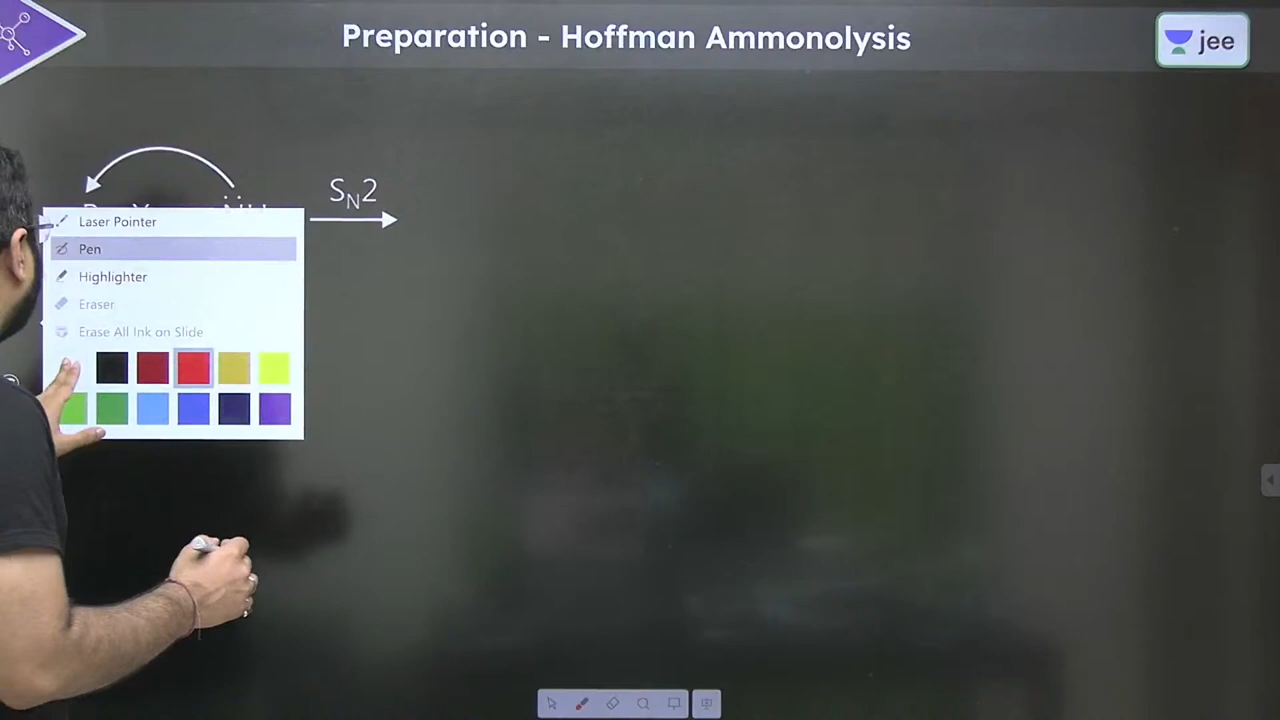 Preparation - Hoffman Ammonolysis
jee
SN2
Laser Pointer
Pen
Highlighter
Eraser
Erase All Ink on Slide